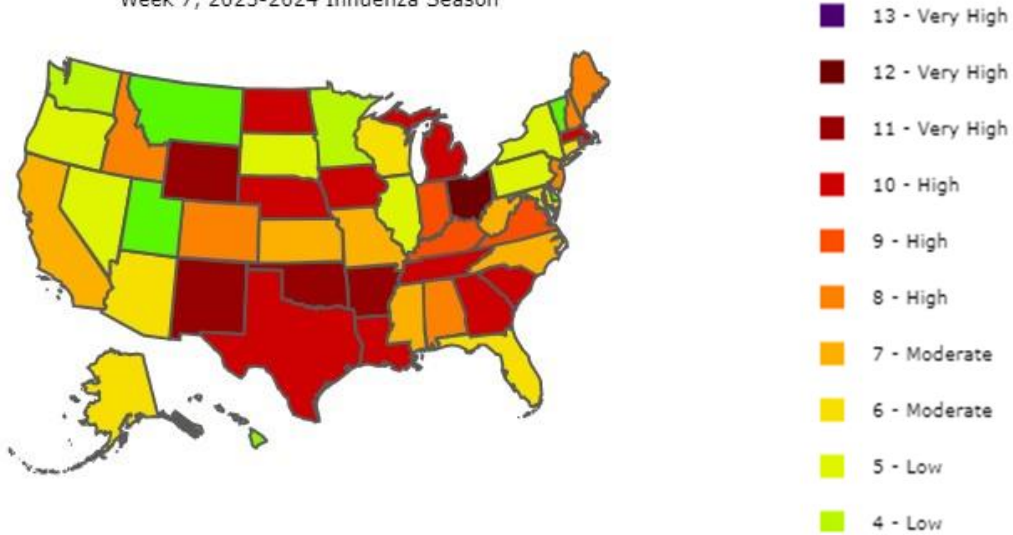 Week 7, 2023-2024 Influenza Season
13 - Very High
12 - Very High
11 - Very High
10 - High
9 - High
8 - High
7 - Moderate
6 - Moderate
5 - Low
4 - Low